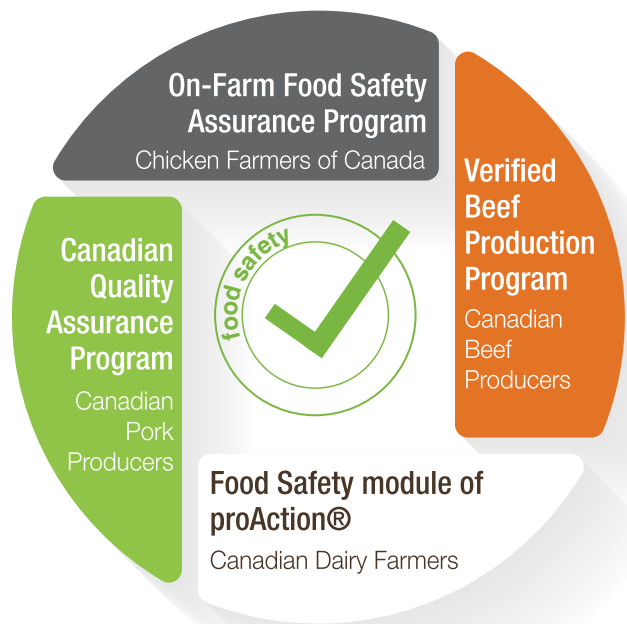 On-Farm Food Safety
Assurance Program
Chicken Farmers of Canada
Verified
Beef
Production
Program
Canadian
Beef
Producers
Canadian
Quality
Assurance
Program
Canadian
Pork
Producers
food safety
Food Safety module of
proAction®
Canadian Dairy Farmers